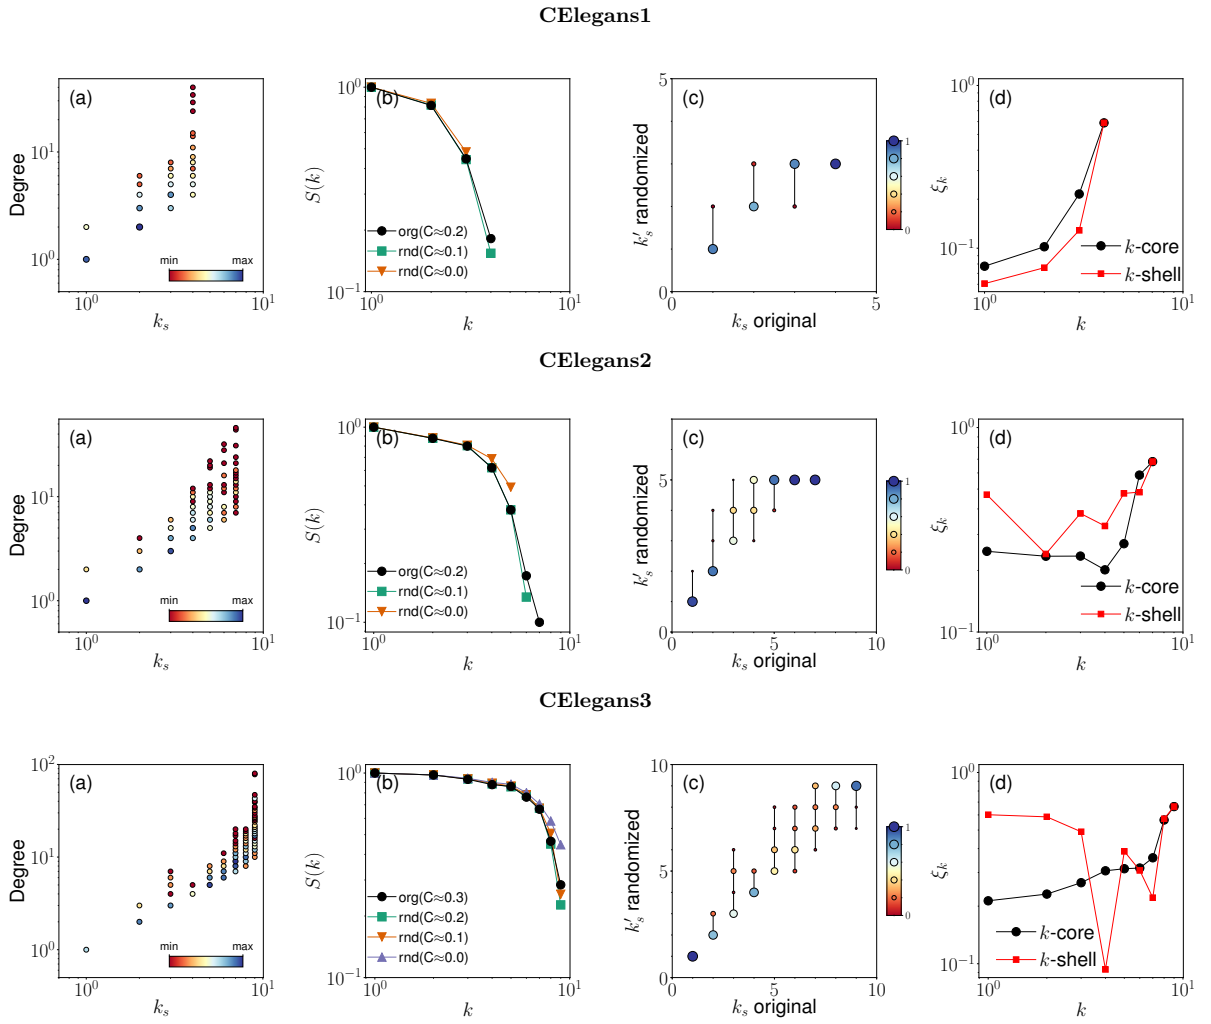 CElegans1
(a)
10^1
10^0
Degree
min max
10^0 10^1
k_s
(b)
10^0
10^{-1}
S(k)
org(C≈0.2)
rnd(C≈0.1)
rnd(C≈0.0)
10^0 10^1
k
(c)
5
0
k_s' randomized
1
0
0 5
k_s original
(d)
10^0
10^{-1}
ξ_k
k-core
k-shell
10^0 10^1
k
CElegans2
(a)
10^1
10^0
Degree
min max
10^0 10^1
k_s
(b)
10^0
10^{-1}
S(k)
org(C≈0.2)
rnd(C≈0.1)
rnd(C≈0.0)
10^0 10^1
k
(c)
5
0
k_s' randomized
1
0
0 5 10
k_s original
(d)
10^0
10^{-1}
ξ_k
k-core
k-shell
10^0 10^1
k
CElegans3
(a)
10^2
10^1
10^0
Degree
min max
10^0 10^1
k_s
(b)
10^0
10^{-1}
S(k)
org(C≈0.3)
rnd(C≈0.2)
rnd(C≈0.1)
rnd(C≈0.0)
10^0 10^1
k
(c)
10
5
0
k_s' randomized
1
0
0 5 10
k_s original
(d)
10^0
10^{-1}
ξ_k
k-core
k-shell
10^0 10^1
k